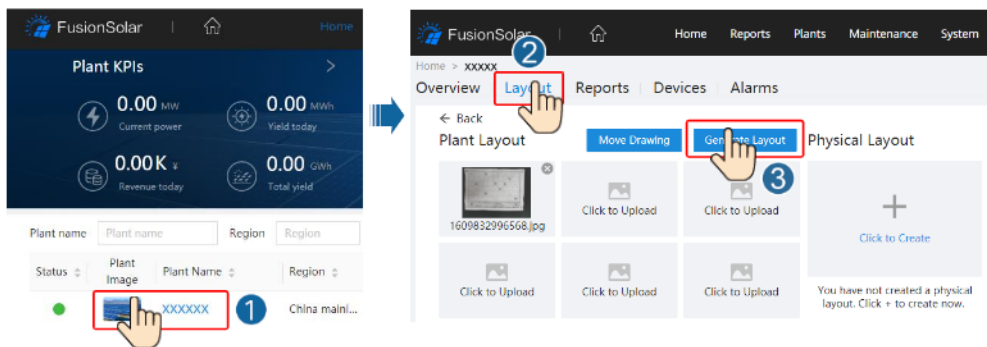 FusionSolar
Home
Plant KPIs
>
0.00 MW
Current power
0.00 MWh
Yield today
0.00K ¥
Revenue today
0.00 GWh
Total yield
Plant name
Plant name
Region
Region
Status
Plant Image
Plant Name
Region
XXXXXX
China mainl...
1
FusionSolar
Home
Reports
Plants
Maintenance
System
2
Home > xxxxx
Overview
Layout
Reports
Devices
Alarms
← Back
Plant Layout
Move Drawing
Generate Layout
Physical Layout
3
1609832996568.jpg
Click to Upload
Click to Upload
+
Click to Create
Click to Upload
Click to Upload
Click to Upload
You have not created a physical
layout. Click + to create now.